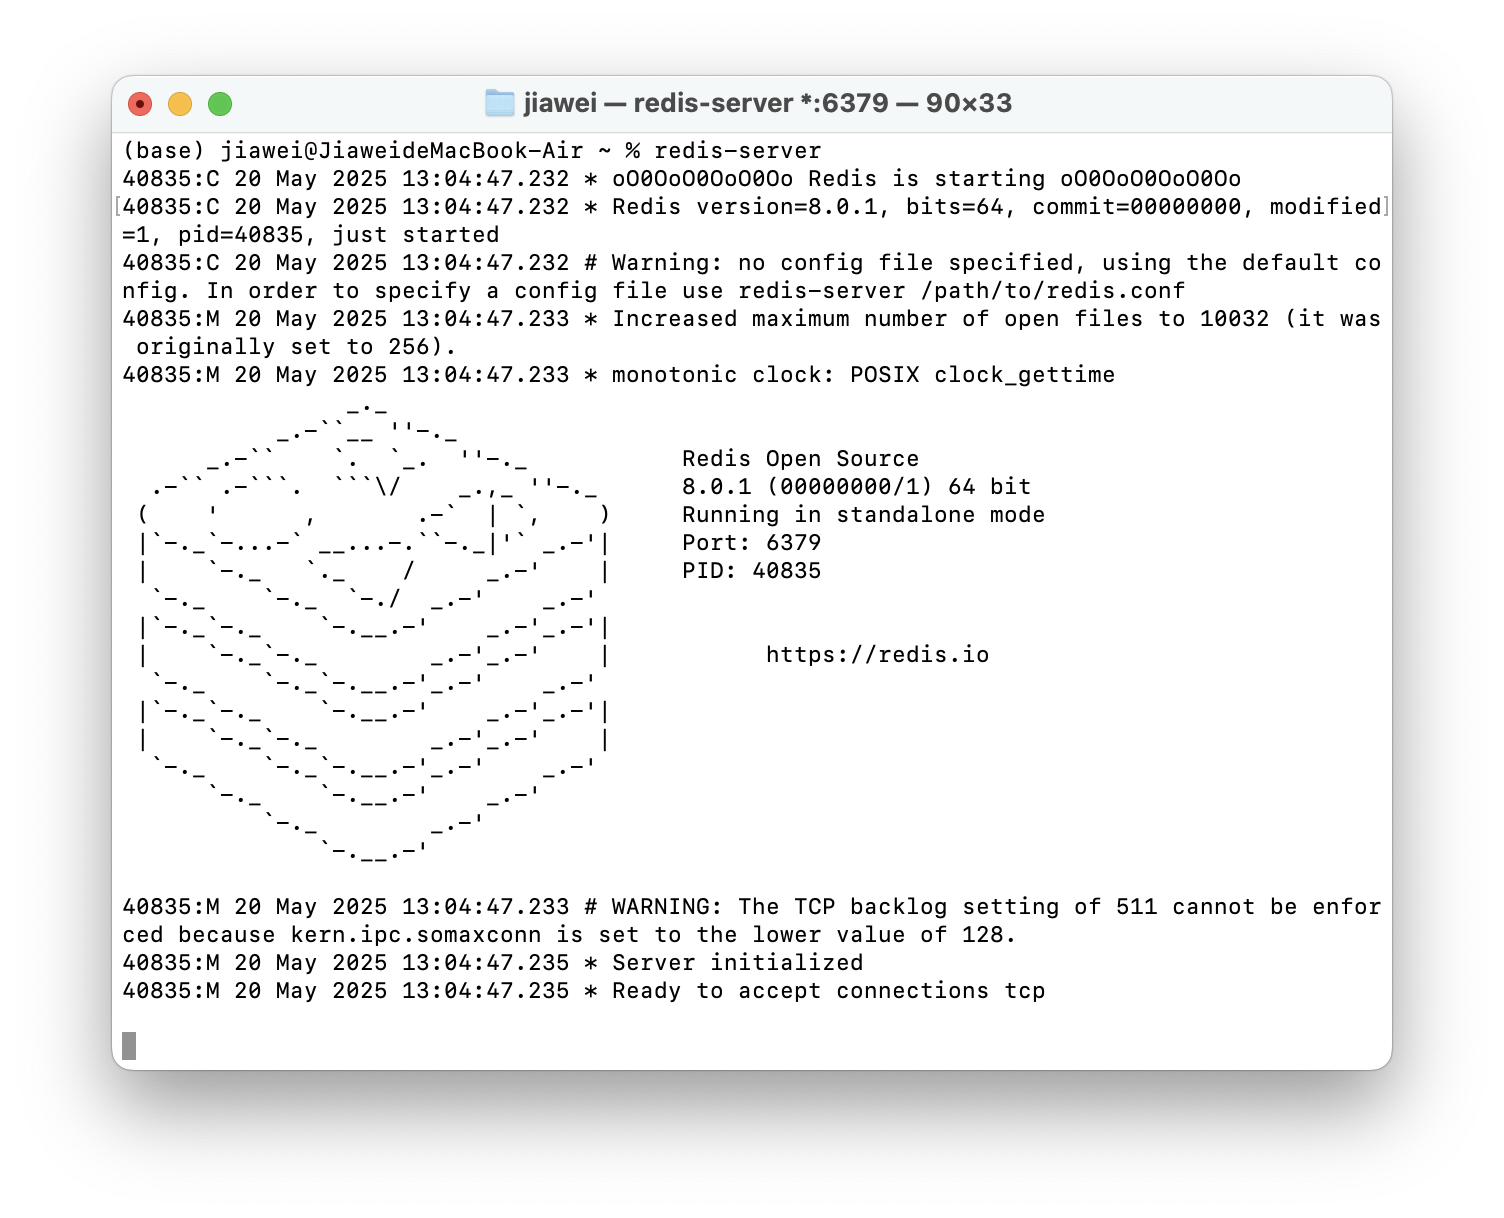 jiawei — redis-server *:6379 — 90×33
(base) jiawei@JiaweideMacBook-Air ~ % redis-server
40835:C 20 May 2025 13:04:47.232 * oO0OoO0OoO0Oo Redis is starting oO0OoO0OoO0Oo
[40835:C 20 May 2025 13:04:47.232 * Redis version=8.0.1, bits=64, commit=00000000, modified]
=1, pid=40835, just started
40835:C 20 May 2025 13:04:47.232 # Warning: no config file specified, using the default co
nfig. In order to specify a config file use redis-server /path/to/redis.conf
40835:M 20 May 2025 13:04:47.233 * Increased maximum number of open files to 10032 (it was
 originally set to 256).
40835:M 20 May 2025 13:04:47.233 * monotonic clock: POSIX clock_gettime
Redis Open Source
8.0.1 (00000000/1) 64 bit
Running in standalone mode
Port: 6379
PID: 40835
https://redis.io
40835:M 20 May 2025 13:04:47.233 # WARNING: The TCP backlog setting of 511 cannot be enfor
ced because kern.ipc.somaxconn is set to the lower value of 128.
40835:M 20 May 2025 13:04:47.235 * Server initialized
40835:M 20 May 2025 13:04:47.235 * Ready to accept connections tcp